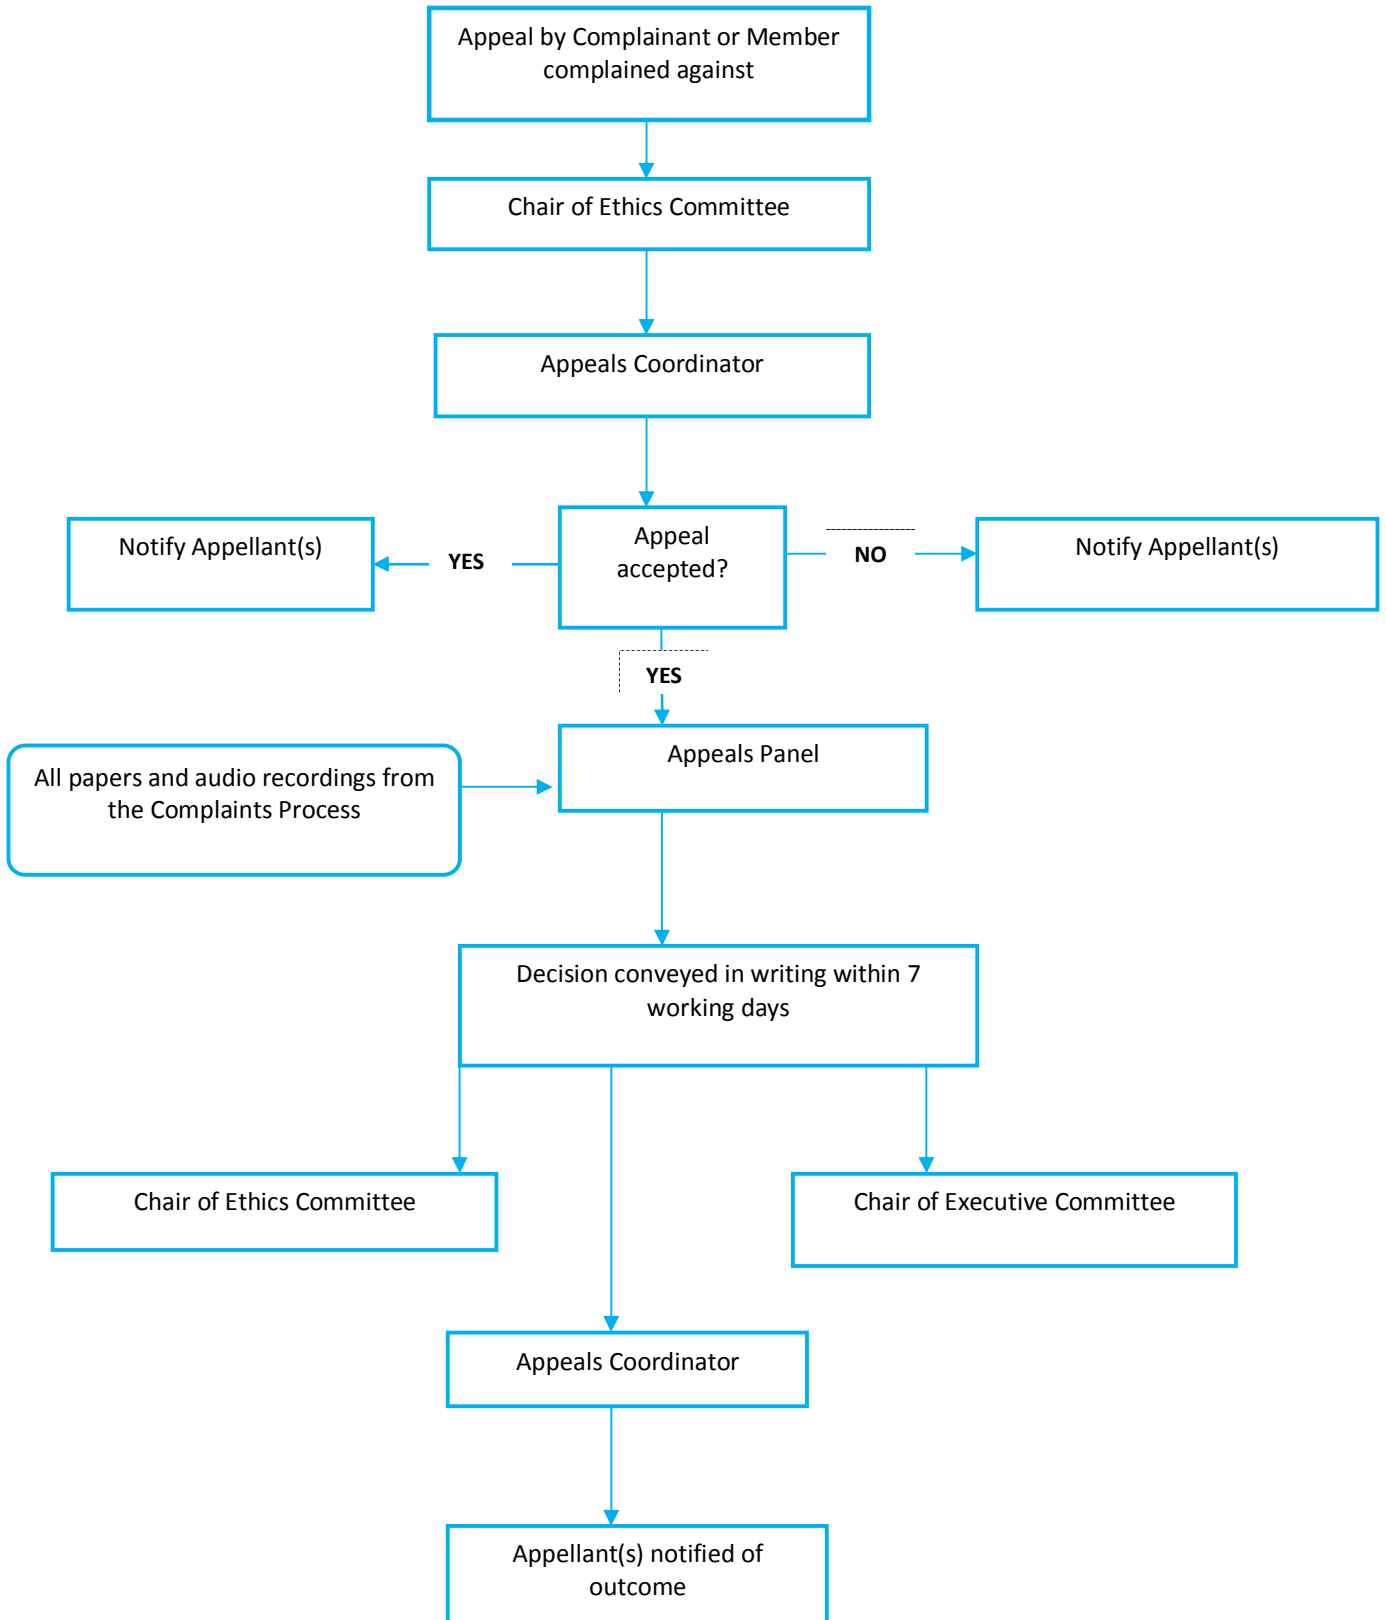 Appeal by Complainant or Member
complained against
Chair of Ethics Committee
Appeals Coordinator
Appeal
accepted?
Notify Appellant(s)
YES
NO
Notify Appellant(s)
YES
Appeals Panel
All papers and audio recordings from
the Complaints Process
Decision conveyed in writing within 7
working days
Chair of Ethics Committee
Chair of Executive Committee
Appeals Coordinator
Appellant(s) notified of
outcome